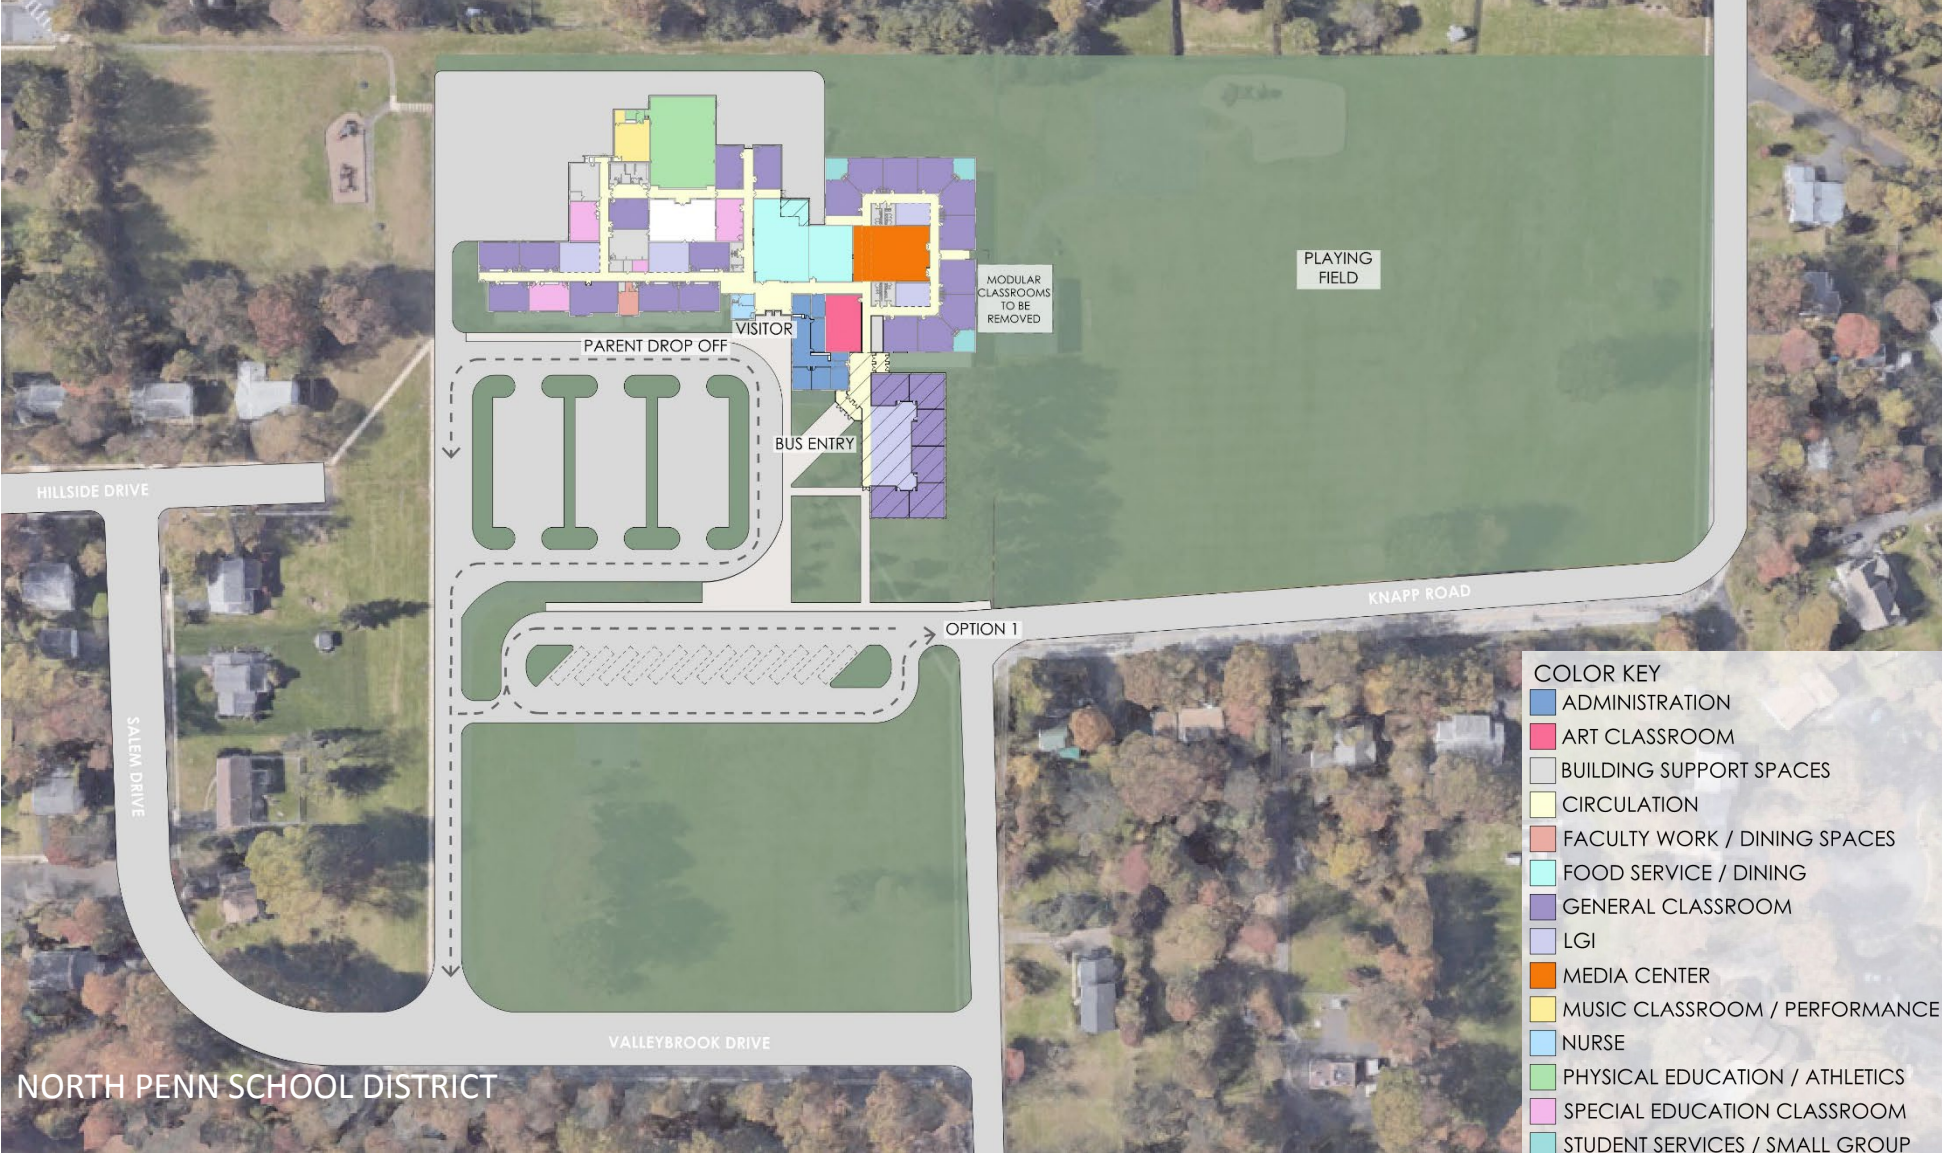 PLAYING
FIELD
MODULAR
CLASSROOMS
TO BE
REMOVED
VISITOR
PARENT DROP OFF
BUS ENTRY
HILLSIDE DRIVE
KNAPP ROAD
OPTION 1
SALEM DRIVE
VALLEYBROOK DRIVE
NORTH PENN SCHOOL DISTRICT
COLOR KEY
ADMINISTRATION
ART CLASSROOM
BUILDING SUPPORT SPACES
CIRCULATION
FACULTY WORK / DINING SPACES
FOOD SERVICE / DINING
GENERAL CLASSROOM
LGI
MEDIA CENTER
MUSIC CLASSROOM / PERFORMANCE
NURSE
PHYSICAL EDUCATION / ATHLETICS
SPECIAL EDUCATION CLASSROOM
STUDENT SERVICES / SMALL GROUP